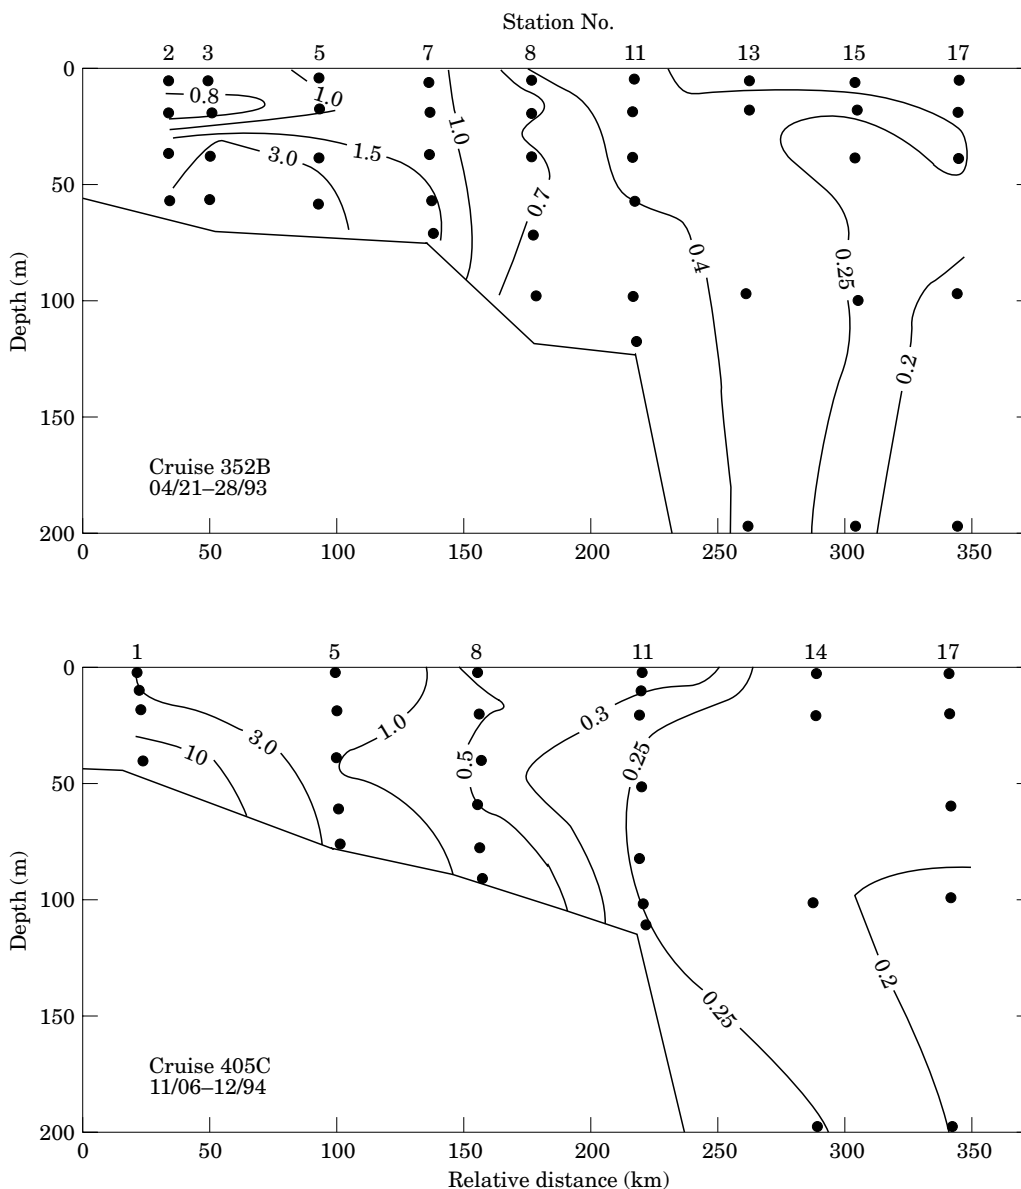 Station No.
2 3 5 7 8 11 13 15 17
0
50
100
150
200
Depth (m)
0.8
1.0
1.5
3.0
1.0
0.7
0.4
0.25
0.2
Cruise 352B
04/21–28/93
0 50 100 150 200 250 300 350
1 5 8 11 14 17
0
50
100
150
200
Depth (m)
10
3.0
1.0
0.5
0.3
0.25
0.25
0.2
Cruise 405C
11/06–12/94
0 50 100 150 200 250 300 350
Relative distance (km)